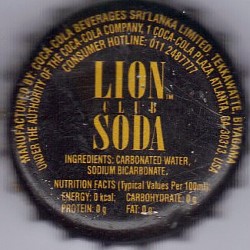 MANUFACTURED BY: COCA-COLA BEVERAGES SRI LANKA LIMITED, TEKKAWATTE, BIYAGAMA
UNDER THE AUTHORITY OF THE COCA-COLA COMPANY, 1 COCA-COLA PLAZA, ATLANTA, GA-30313, USA
CONSUMER HOTLINE: 011 2487777
LION™
CLUB
SODA
INGREDIENTS: CARBONATED WATER,
SODIUM BICARBONATE.
NUTRITION FACTS (Typical Values Per 100ml)
ENERGY: 0 kcal; CARBOHYDRATE: 0 g
PROTEIN: 0 g FAT: 0 g